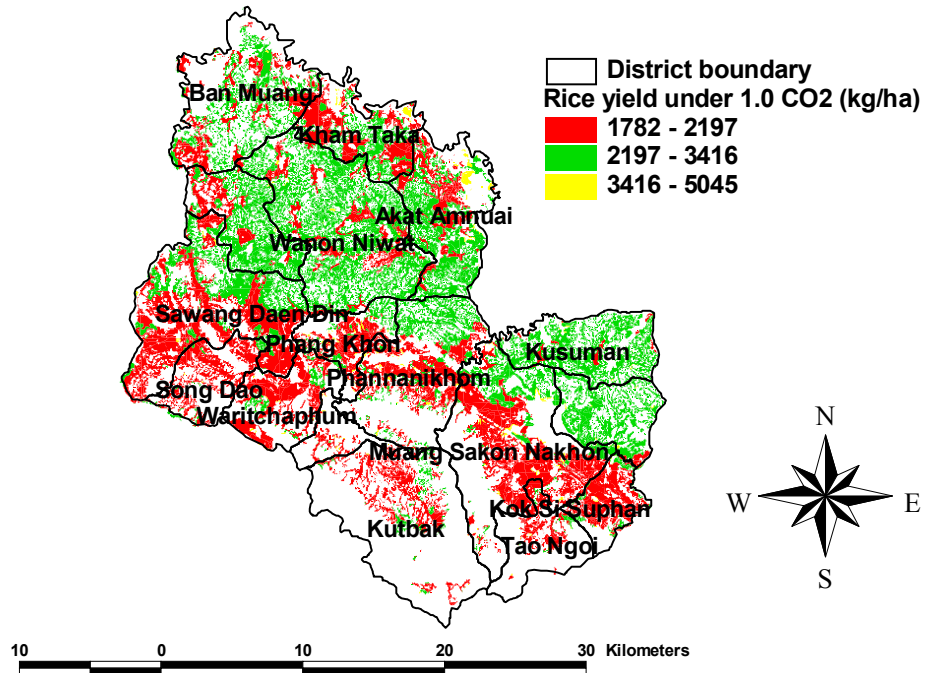 District boundary
Rice yield under 1.0 CO2 (kg/ha)
1782 - 2197
2197 - 3416
3416 - 5045
Ban Muang
Kham Taka
Akat Amnuai
Wanon Niwat
Sawang Daen Din
Phang Khon
Kusuman
Phannanikhom
Song Dao
Waritchaphum
Muang Sakon Nakhon
Kok Si Suphan
Kutbak
Tao Ngoi
N
W E
S
10 0 10 20 30 Kilometers